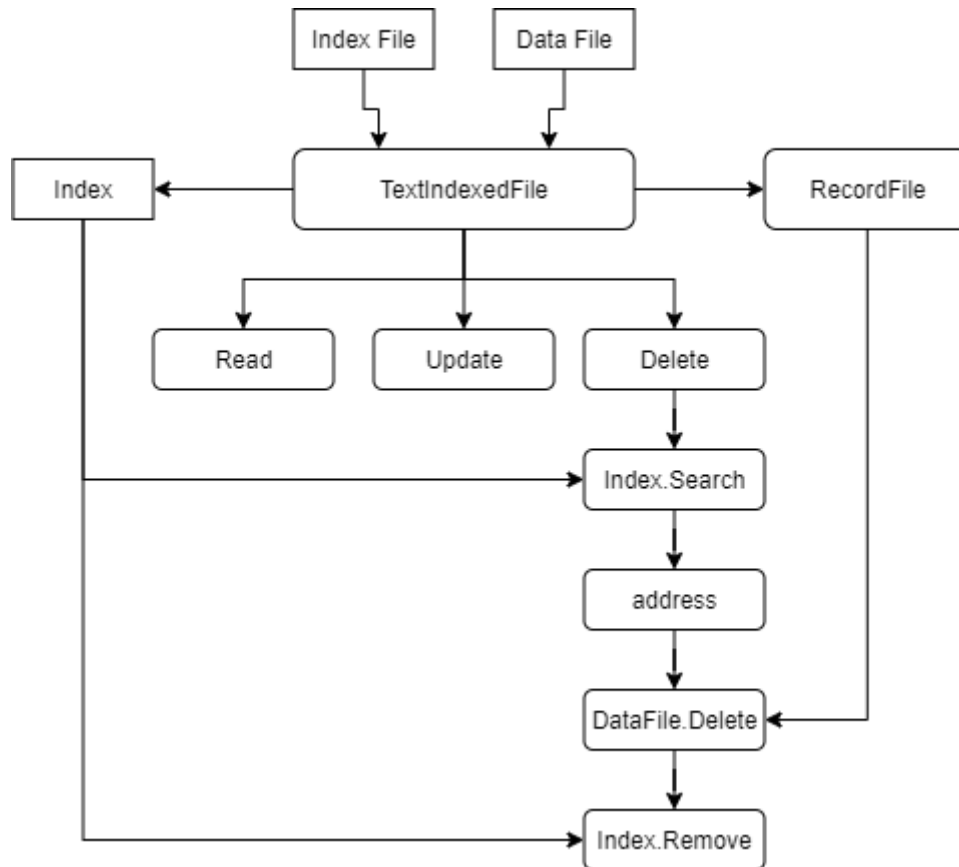 Index File
Data File
Index
TextIndexedFile
RecordFile
Read
Update
Delete
Index.Search
address
DataFile.Delete
Index.Remove